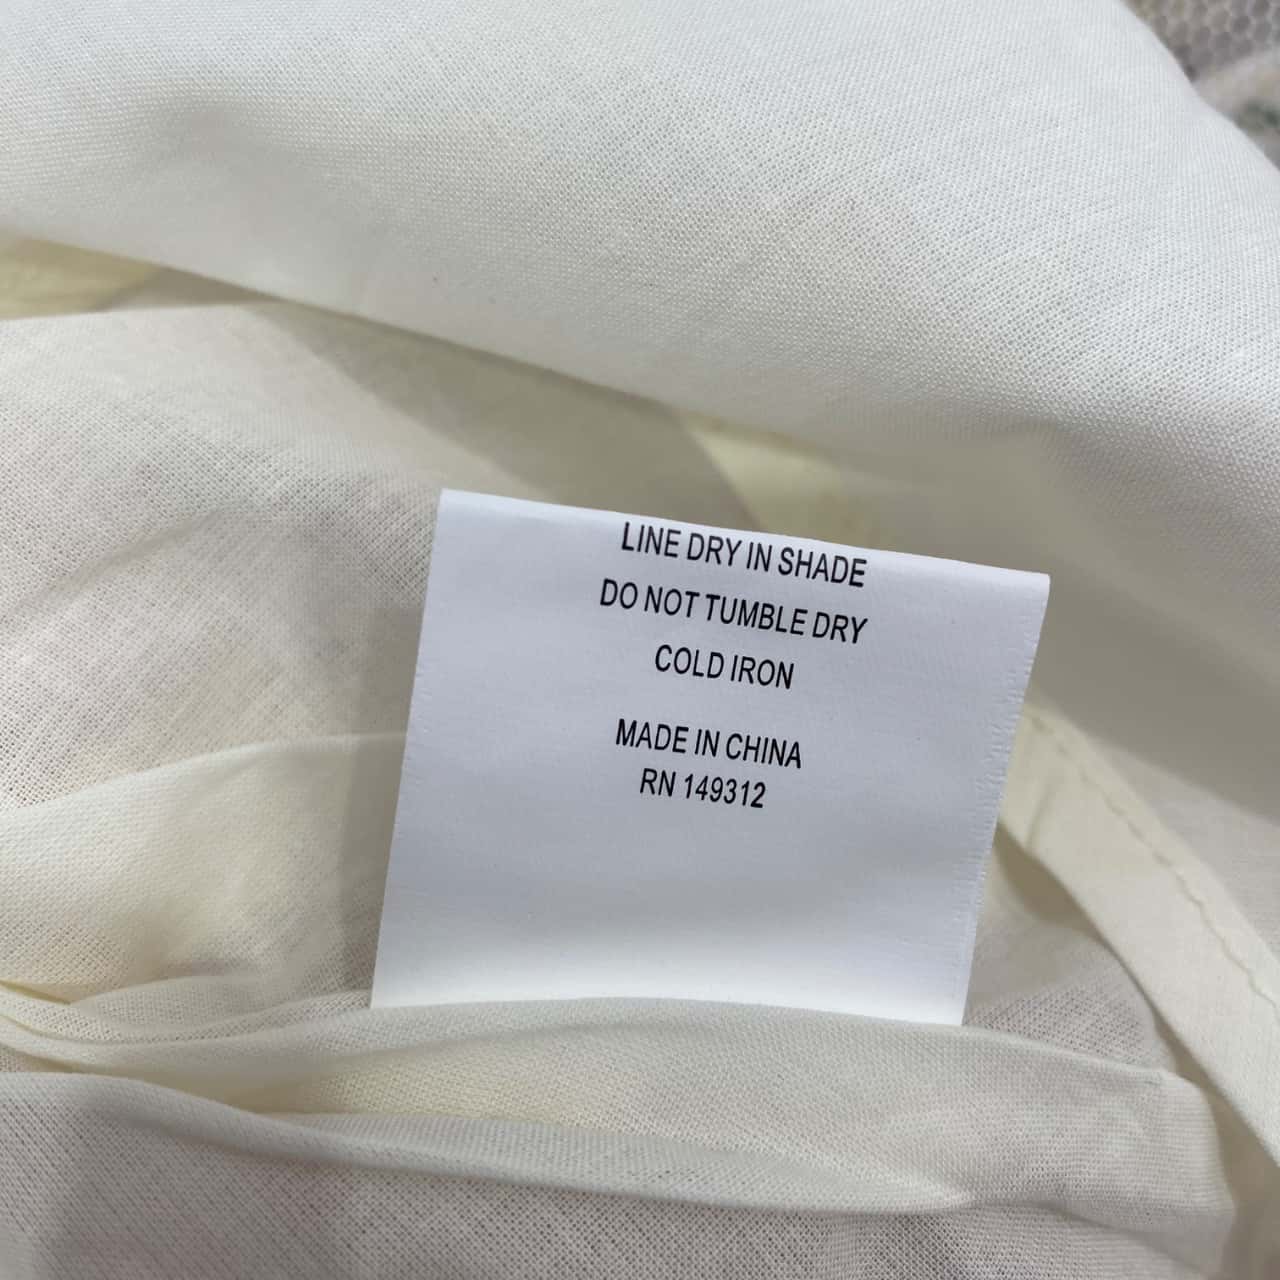 LINE DRY IN SHADE
DO NOT TUMBLE DRY
COLD IRON
MADE IN CHINA
RN 149312